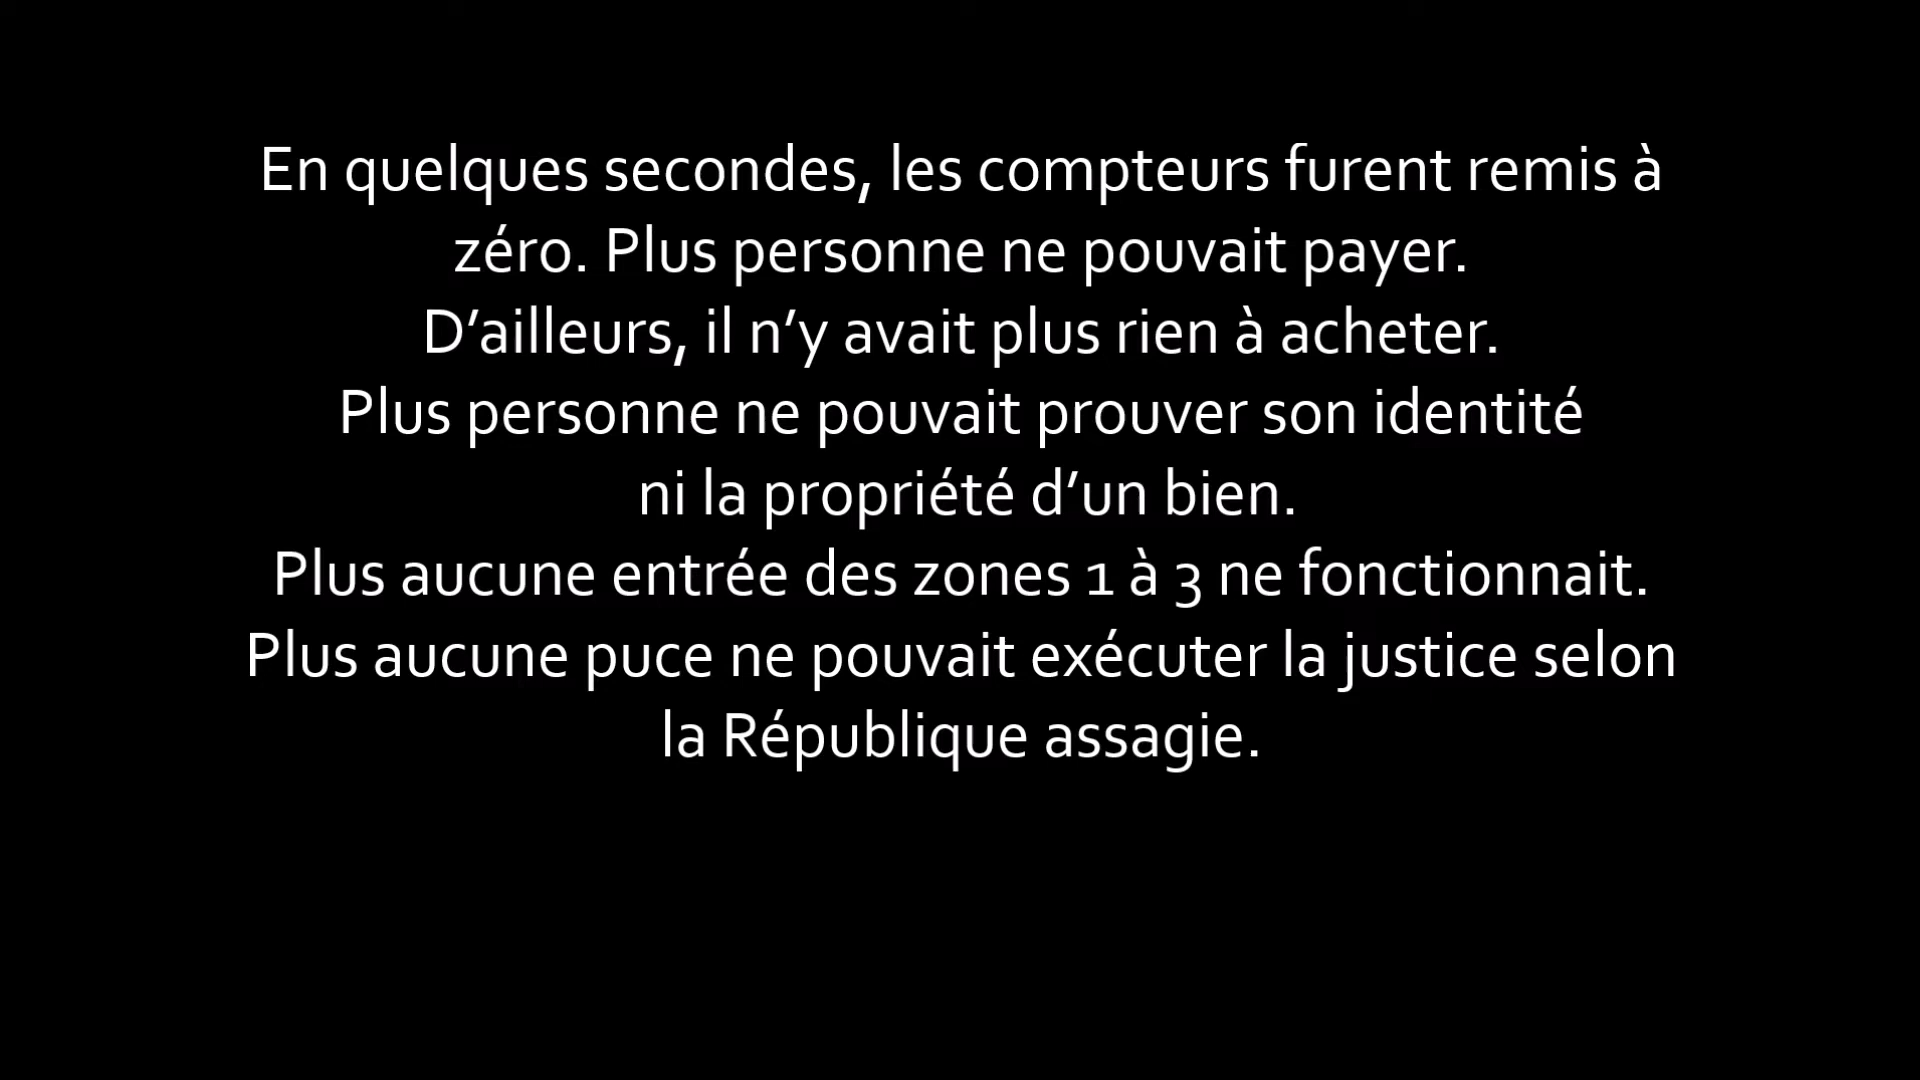 En quelques secondes, les compteurs furent remis à
zéro. Plus personne ne pouvait payer.
D’ailleurs, il n’y avait plus rien à acheter.
Plus personne ne pouvait prouver son identité
ni la propriété d’un bien.
Plus aucune entrée des zones 1 à 3 ne fonctionnait.
Plus aucune puce ne pouvait exécuter la justice selon
la République assagie.